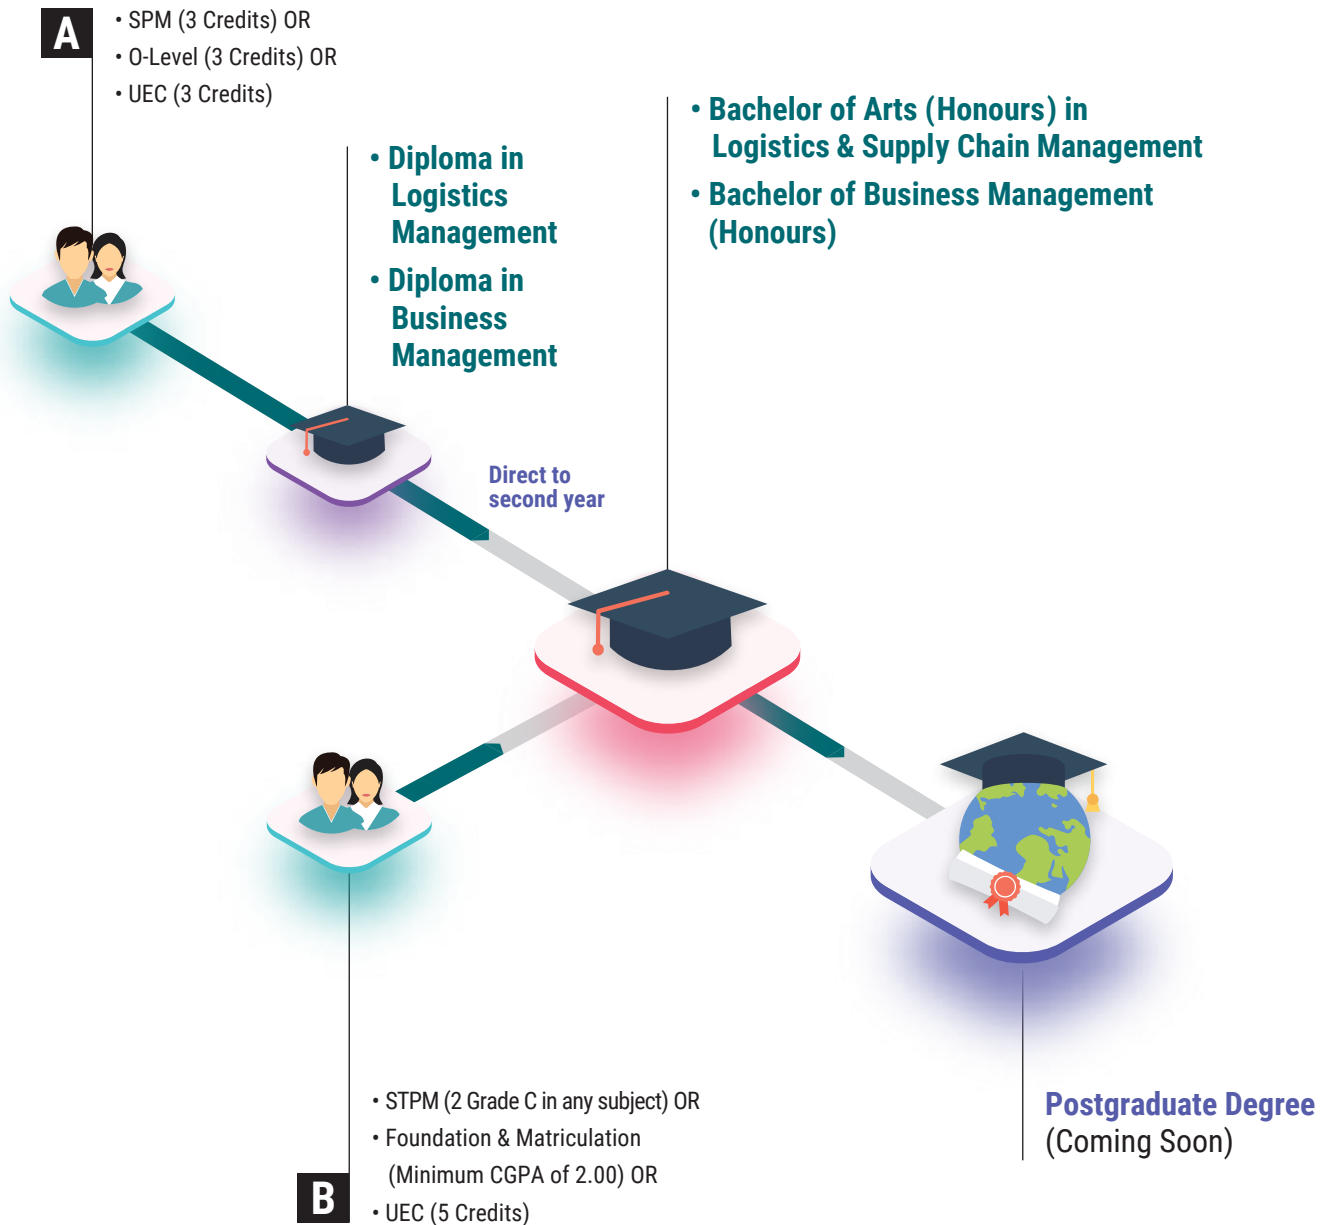 A
• SPM (3 Credits) OR
• O-Level (3 Credits) OR
• UEC (3 Credits)
• Diploma in
Logistics
Management
• Diploma in
Business
Management
• Bachelor of Arts (Honours) in
Logistics & Supply Chain Management
• Bachelor of Business Management
(Honours)
Direct to
second year
• STPM (2 Grade C in any subject) OR
• Foundation & Matriculation
(Minimum CGPA of 2.00) OR
• UEC (5 Credits)
B
Postgraduate Degree
(Coming Soon)